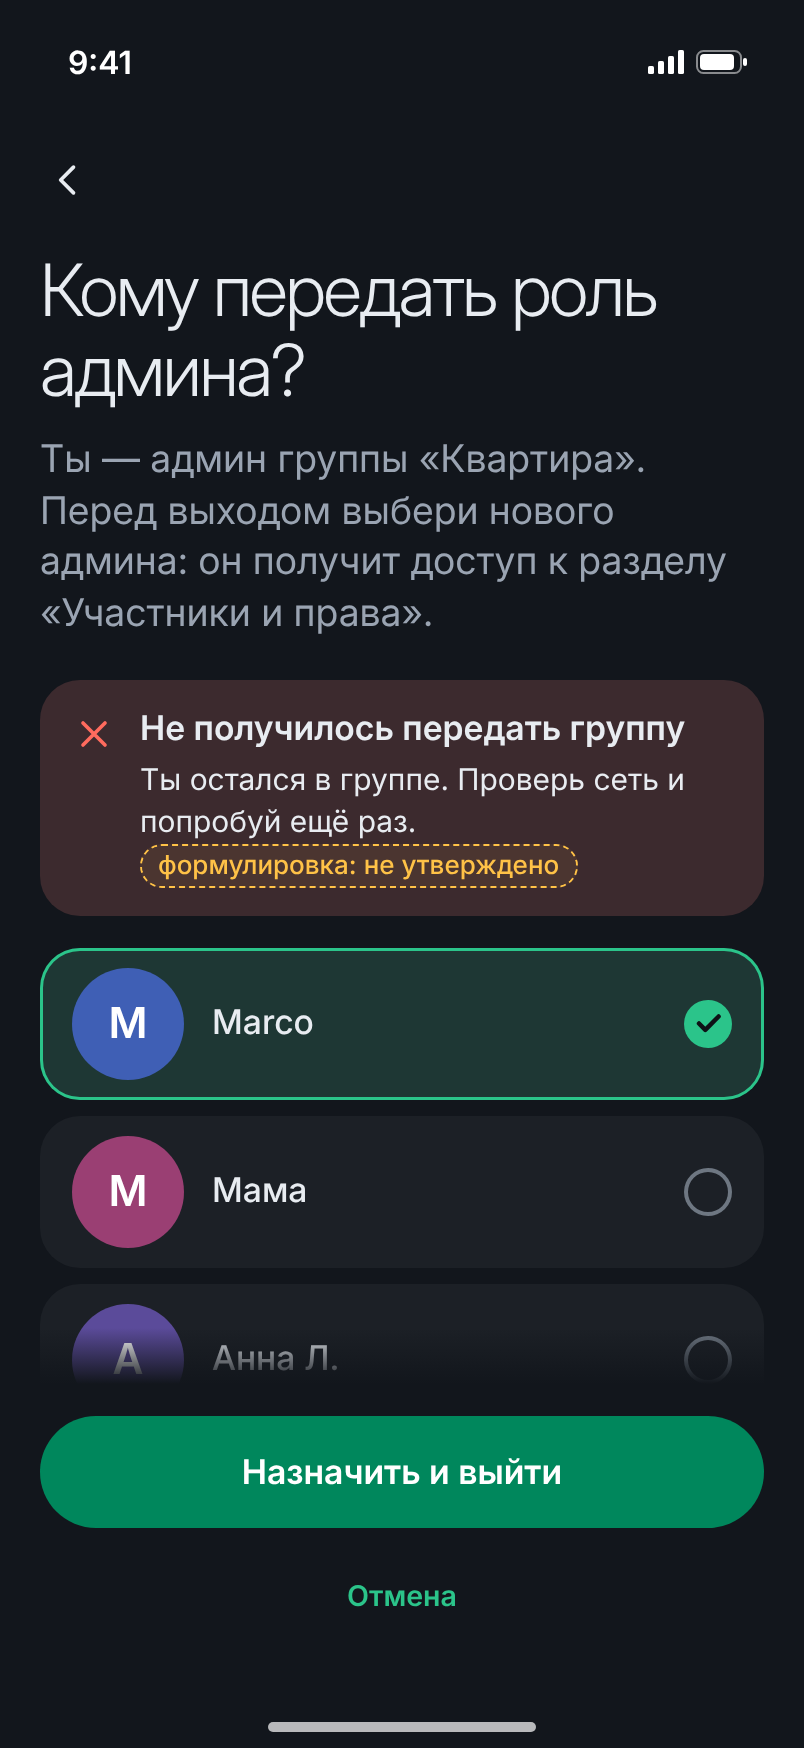 9:41
Кому передать роль
админа?
Ты — админ группы «Квартира».
Перед выходом выбери нового
админа: он получит доступ к разделу
«Участники и права».
Не получилось передать группу
Ты остался в группе. Проверь сеть и
попробуй ещё раз.
формулировка: не утверждено
M Marco
М Мама
А Анна Л.
Назначить и выйти
Отмена